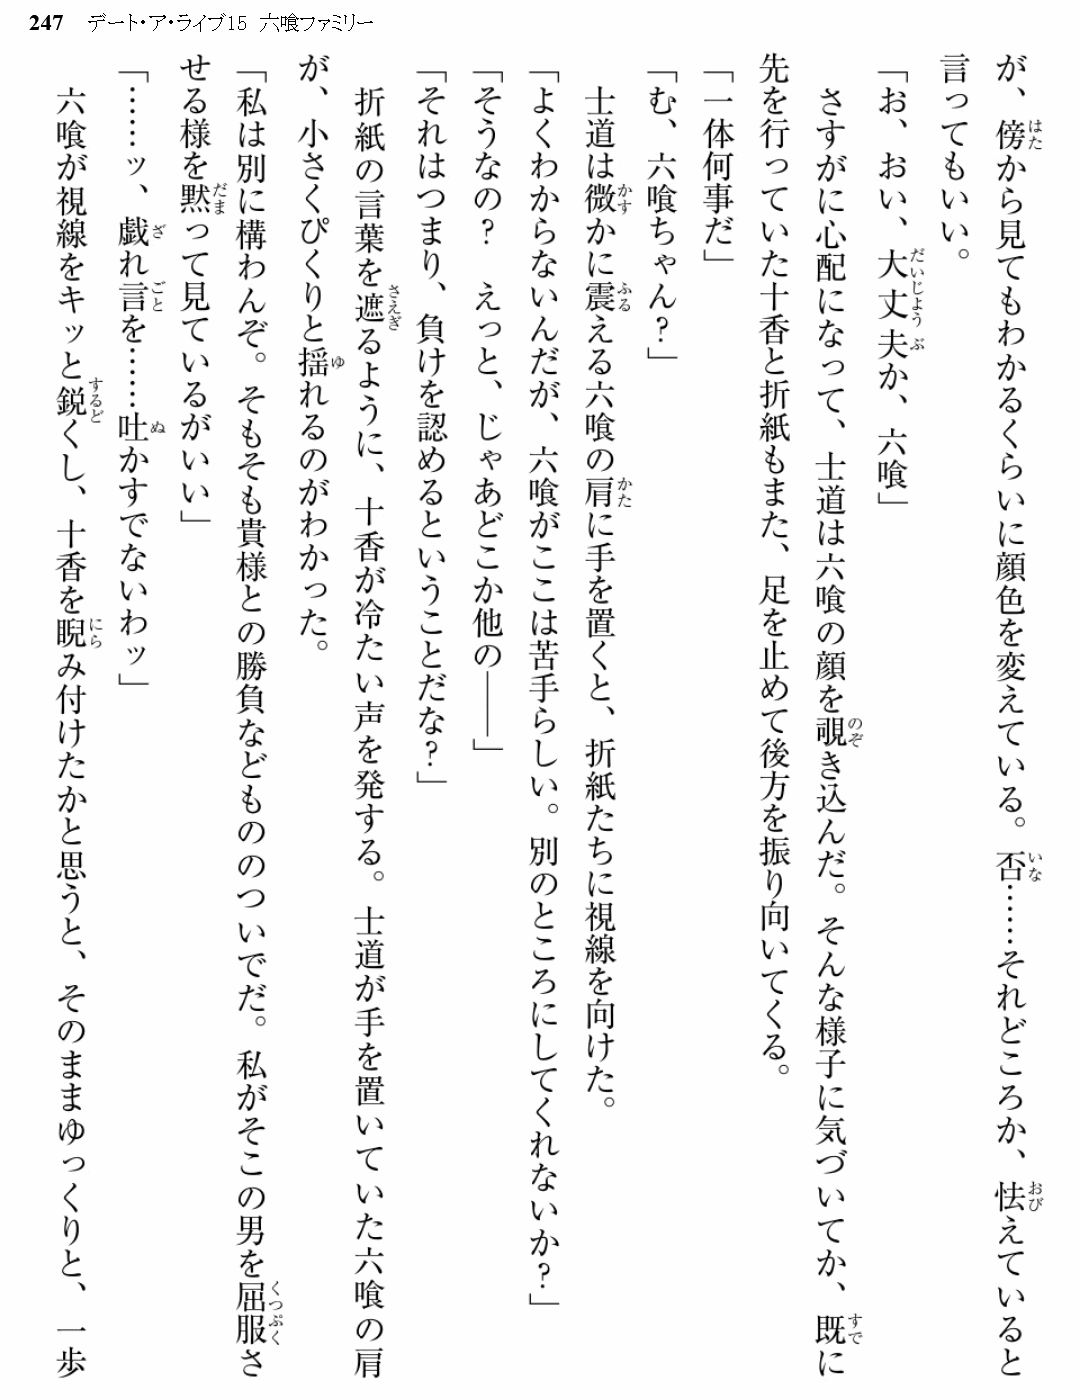 247 デート・ア・ライブ15 六喰ファミリー
が、傍から見てもわかるくらいに顔色を変えている。否……それどころか、怯えていると
言ってもいい。
「お、おい、大丈夫か、六喰」
さすがに心配になって、士道は六喰の顔を覗き込んだ。そんな様子に気づいてか、既に
先を行っていた十香と折紙もまた、足を止めて後方を振り向いてくる。
「一体何事だ」
「む、六喰ちゃん？」
士道は微かに震える六喰の肩に手を置くと、折紙たちに視線を向けた。
「よくわからないんだが、六喰がここは苦手らしい。別のところにしてくれないか？」
「そうなの？　えっと、じゃあどこか他の――」
「それはつまり、負けを認めるということだな？」
折紙の言葉を遮るように、十香が冷たい声を発する。士道が手を置いていた六喰の肩
が、小さくぴくりと揺れるのがわかった。
「私は別に構わんぞ。そもそも貴様との勝負などもののついでだ。私がそこの男を屈服さ
せる様を黙って見ているがいい」
「……ッ、戯れ言を……吐かすでないわッ」
六喰が視線をキッと鋭くし、十香を睨み付けたかと思うと、そのままゆっくりと、一歩